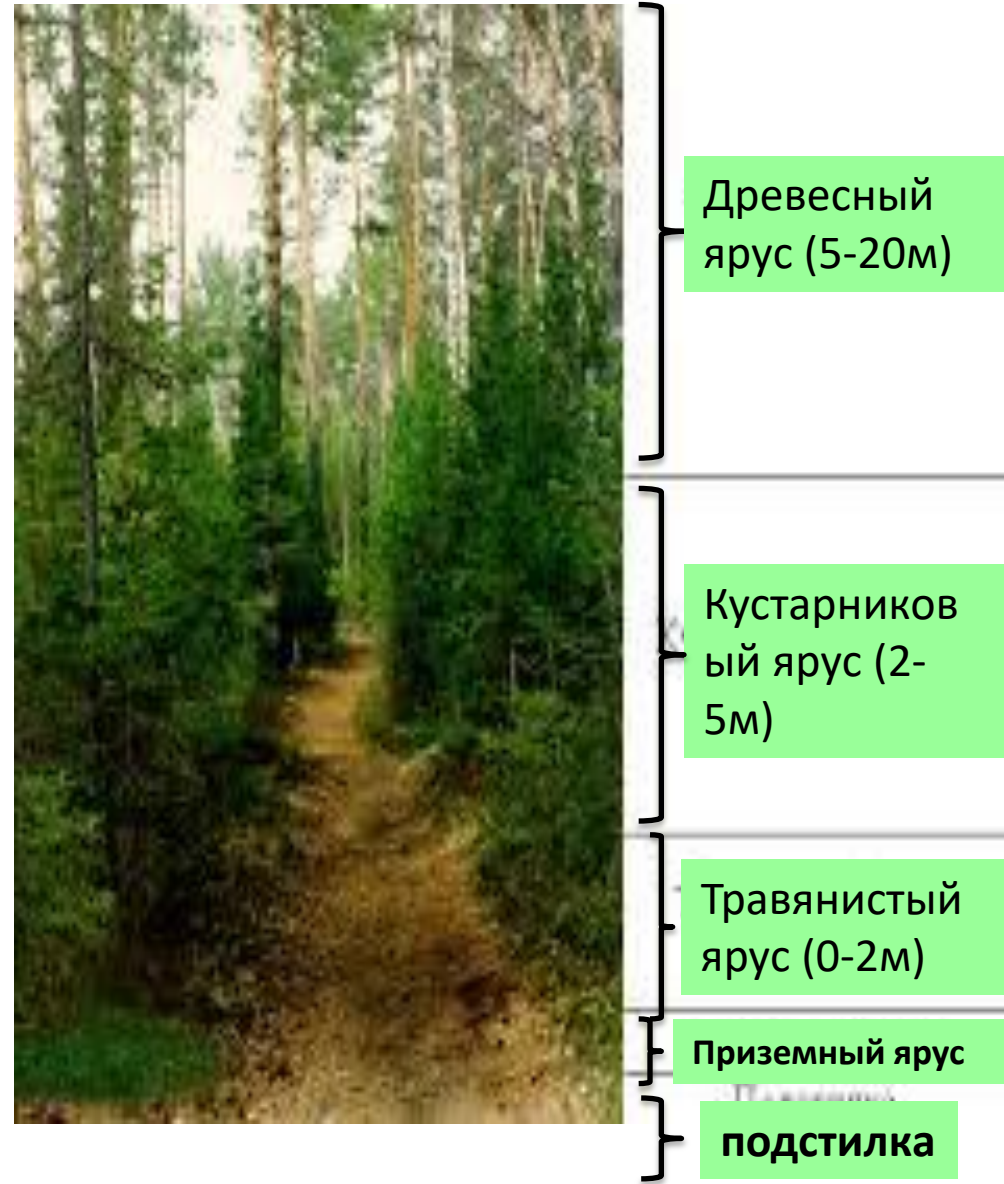 Древесный
ярус (5-20м)
Кустарников
ый ярус (2-
5м)
Травянистый
ярус (0-2м)
Приземный ярус
подстилка